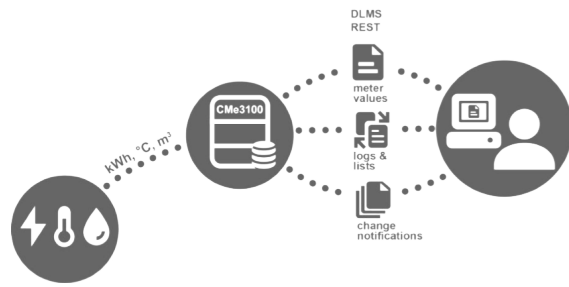 DLMS
REST
CMe3100
meter
values
kWh, °C, m³
logs &
lists
change
notifications